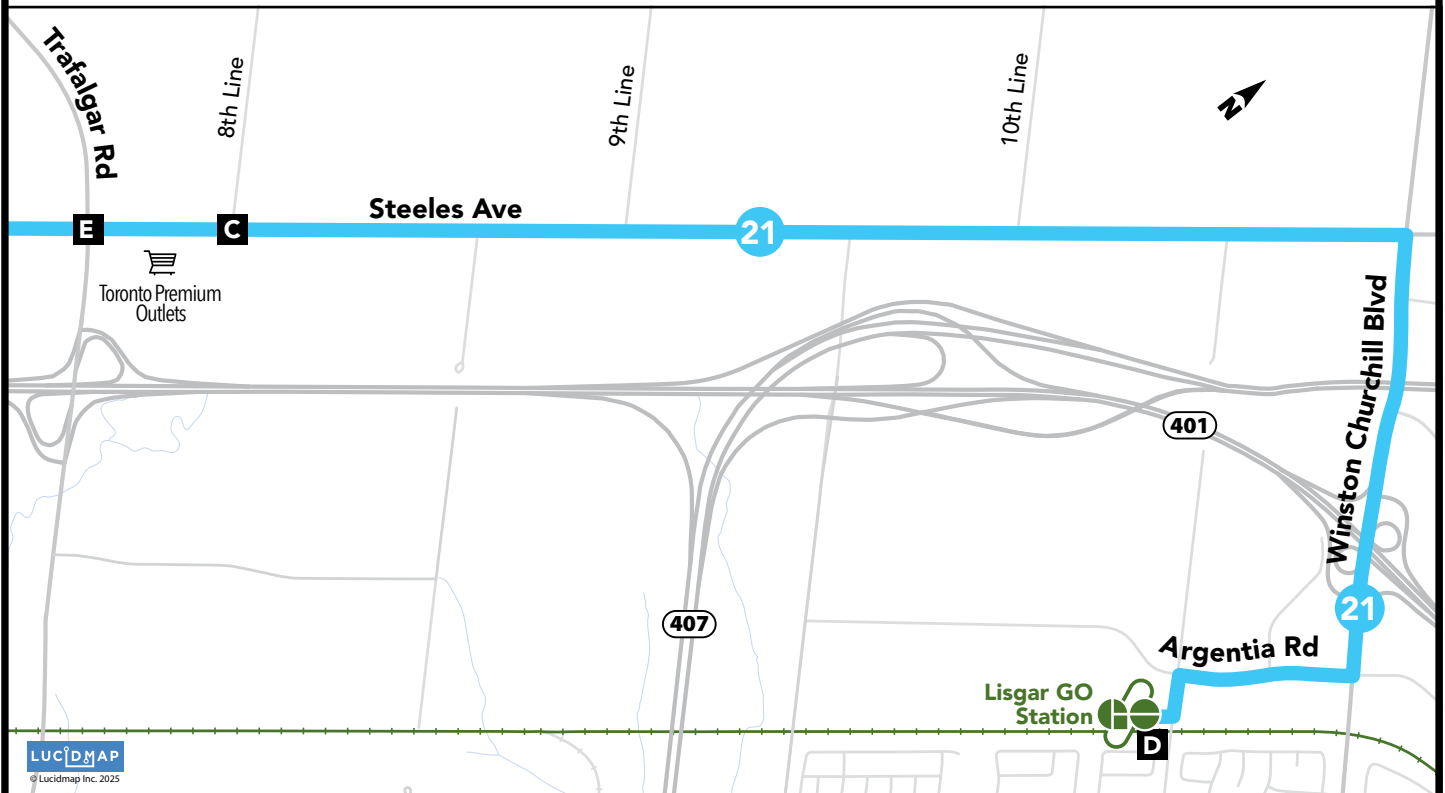 Trafalgar Rd
8th Line
9th Line
10th Line
N
Steeles Ave
E
C
21
Toronto Premium
Outlets
Winston Churchill Blvd
401
407
21
Argentia Rd
Lisgar GO
Station
D
LUCIDMAP
© Lucidmap Inc. 2025